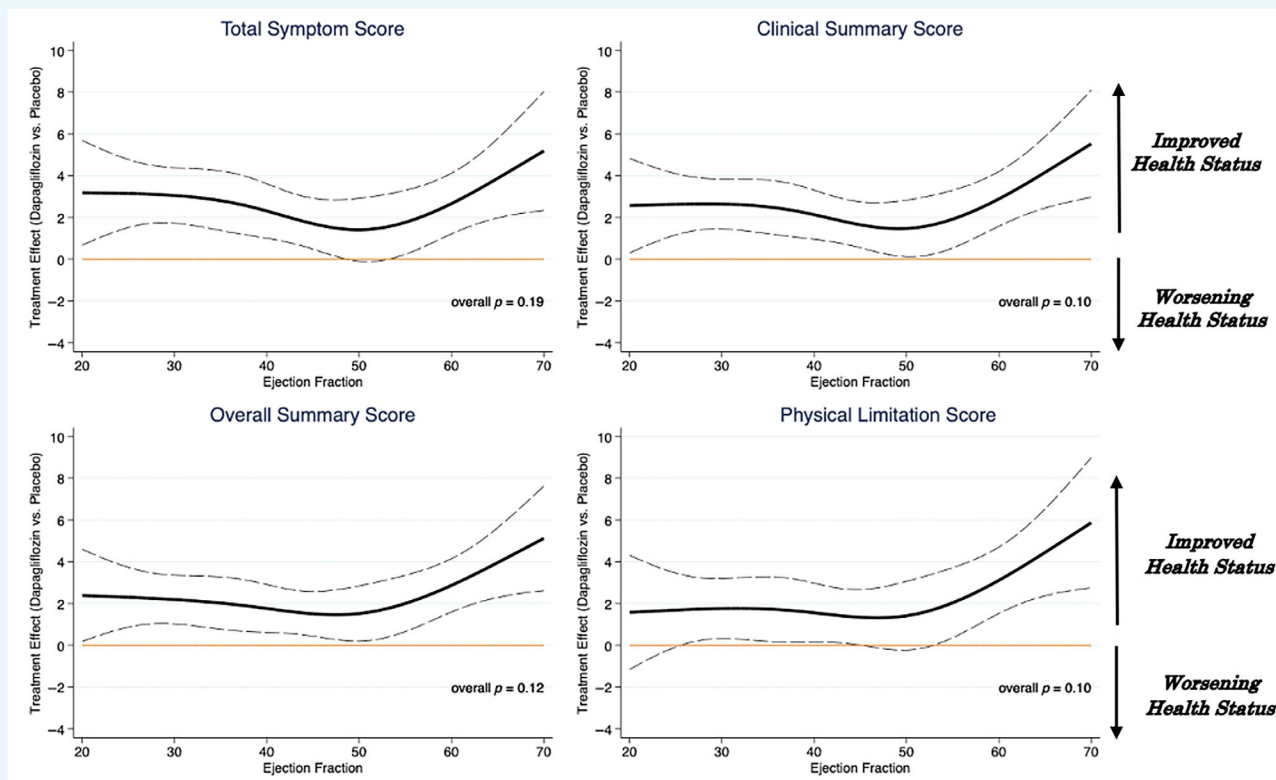 Total Symptom Score
Treatment Effect (Dapagliflozin vs. Placebo)
10
8
6
4
2
0
−2
−4
overall p = 0.19
20 30 40 50 60 70
Ejection Fraction
Clinical Summary Score
Treatment Effect (Dapagliflozin vs. Placebo)
10
8
6
4
2
0
−2
−4
overall p = 0.10
20 30 40 50 60 70
Ejection Fraction
Improved
Health Status
Worsening
Health Status
Overall Summary Score
Treatment Effect (Dapagliflozin vs. Placebo)
10
8
6
4
2
0
−2
−4
overall p = 0.12
20 30 40 50 60 70
Ejection Fraction
Physical Limitation Score
Treatment Effect (Dapagliflozin vs. Placebo)
10
8
6
4
2
0
−2
−4
overall p = 0.10
20 30 40 50 60 70
Ejection Fraction
Improved
Health Status
Worsening
Health Status